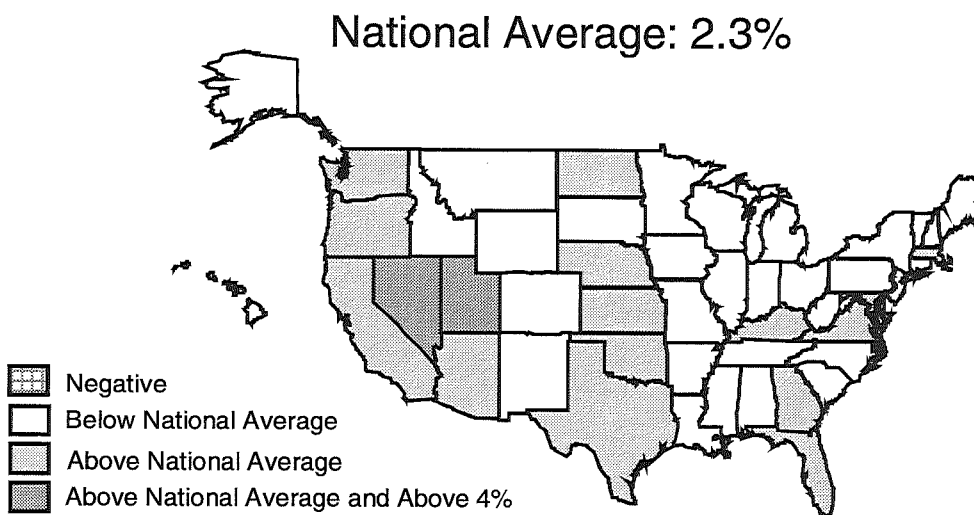 National Average: 2.3%
Negative
Below National Average
Above National Average
Above National Average and Above 4%